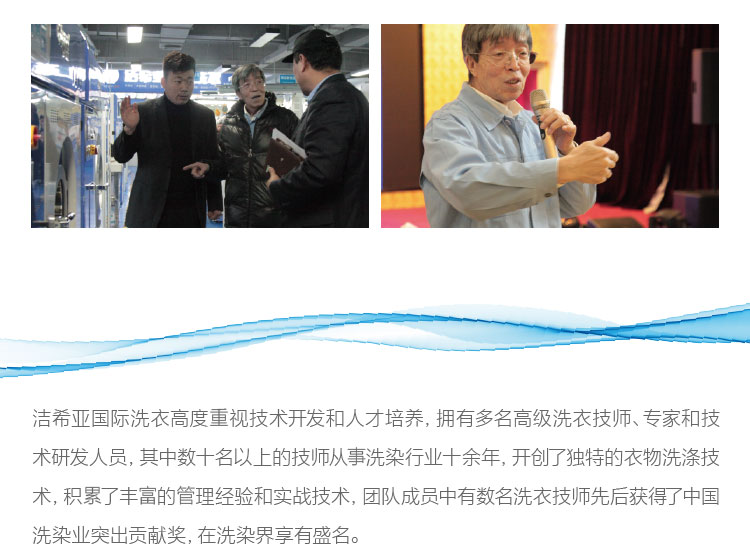 洁希亚国际洗衣高度重视技术开发和人才培养，拥有多名高级洗衣技师、专家和技
术研发人员，其中数十名以上的技师从事洗染行业十余年，开创了独特的衣物洗涤技
术，积累了丰富的管理经验和实战技术，团队成员中有数名洗衣技师先后获得了中国
洗染业突出贡献奖，在洗染界享有盛名。